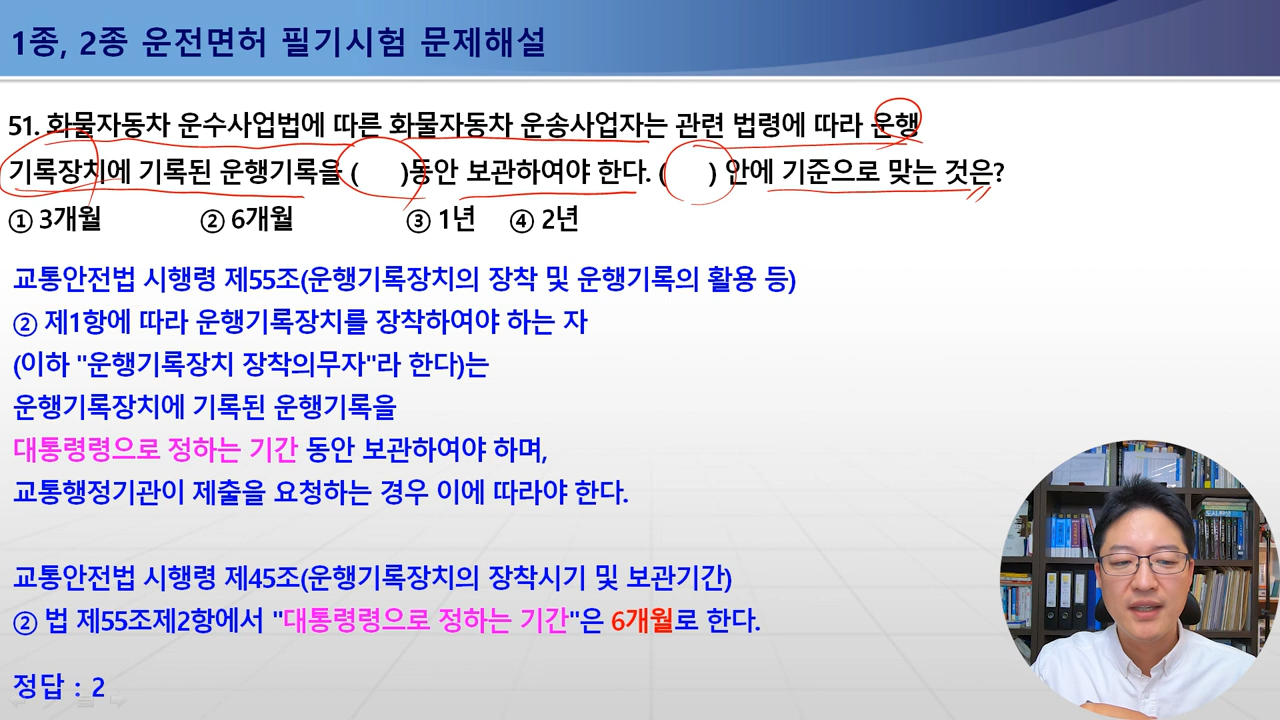 1종, 2종 운전면허 필기시험 문제해설
51. 화물자동차 운수사업법에 따른 화물자동차 운송사업자는 관련 법령에 따라 운행
기록장치에 기록된 운행기록을 (    )동안 보관하여야 한다. (    ) 안에 기준으로 맞는 것은?
① 3개월 ② 6개월 ③ 1년 ④ 2년
교통안전법 시행령 제55조(운행기록장치의 장착 및 운행기록의 활용 등)
② 제1항에 따라 운행기록장치를 장착하여야 하는 자
(이하 "운행기록장치 장착의무자"라 한다)는
운행기록장치에 기록된 운행기록을
대통령령으로 정하는 기간 동안 보관하여야 하며,
교통행정기관이 제출을 요청하는 경우 이에 따라야 한다.
교통안전법 시행령 제45조(운행기록장치의 장착시기 및 보관기간)
② 법 제55조제2항에서 "대통령령으로 정하는 기간"은 6개월로 한다.
정답 : 2